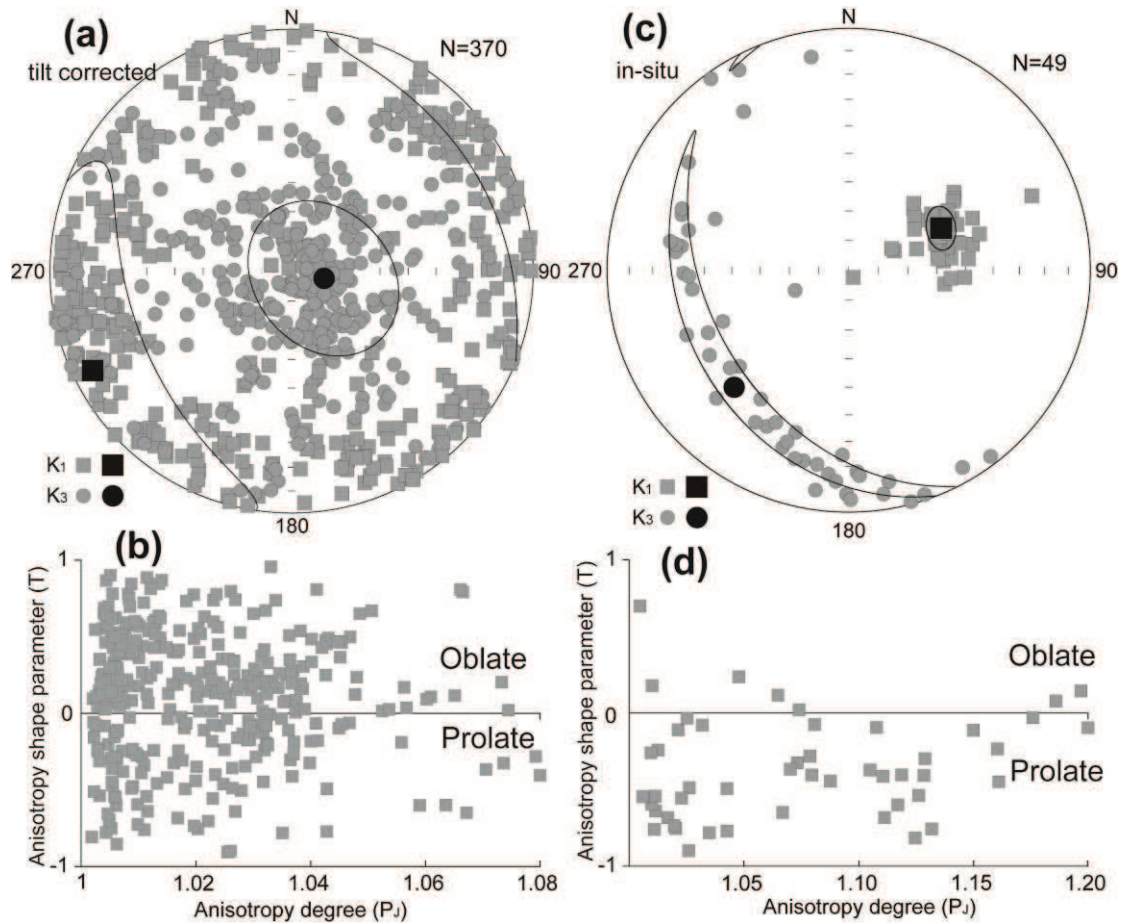 (a)
N
N=370
tilt corrected
270
90
K1
K3
180
(c)
N
N=49
in-situ
270
90
K1
K3
180
(b)
Anisotropy shape parameter (T)
1
0
-1
Oblate
Prolate
1
1.02
1.04
1.06
1.08
Anisotropy degree (PJ)
(d)
Anisotropy shape parameter (T)
1
0
-1
Oblate
Prolate
1.05
1.10
1.15
1.20
Anisotropy degree (PJ)